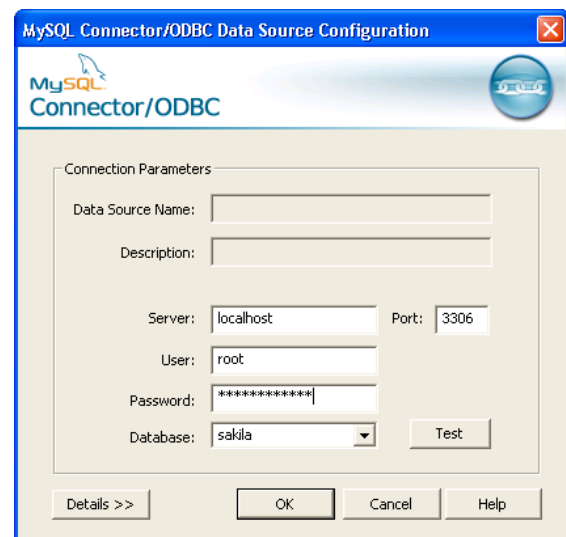 MySQL Connector/ODBC Data Source Configuration
MySQL
Connector/ODBC
Connection Parameters
Data Source Name:
Description:
Server: localhost Port: 3306
User: root
Password: ************
Database: sakila Test
Details >> OK Cancel Help